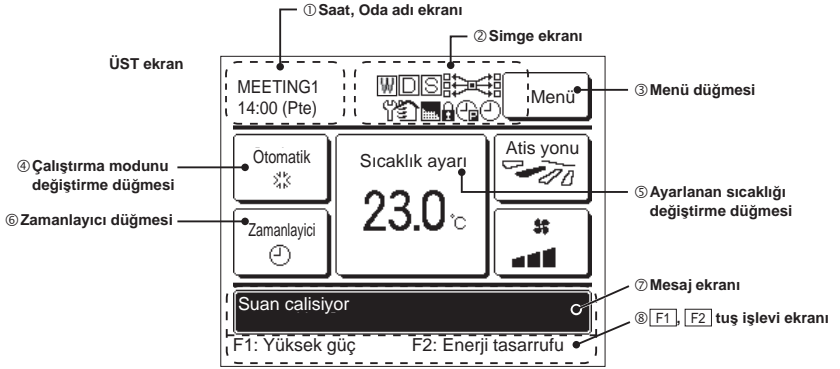 ①Saat, Oda adı ekranı
②Simge ekranı
ÜST ekran
MEETING1
14:00 (Pte)
W D S
Menü
③Menü düğmesi
④Çalıştırma modunu
değiştirme düğmesi
Otomatik
Sıcaklık ayarı
23.0 °C
Atis yonu
⑤Ayarlanan sıcaklığı
değiştirme düğmesi
⑥Zamanlayıcı düğmesi
Zamanlayici
⑦Mesaj ekranı
Suan calisiyor
⑧F1, F2 tuş işlevi ekranı
F1: Yüksek güç F2: Enerji tasarrufu